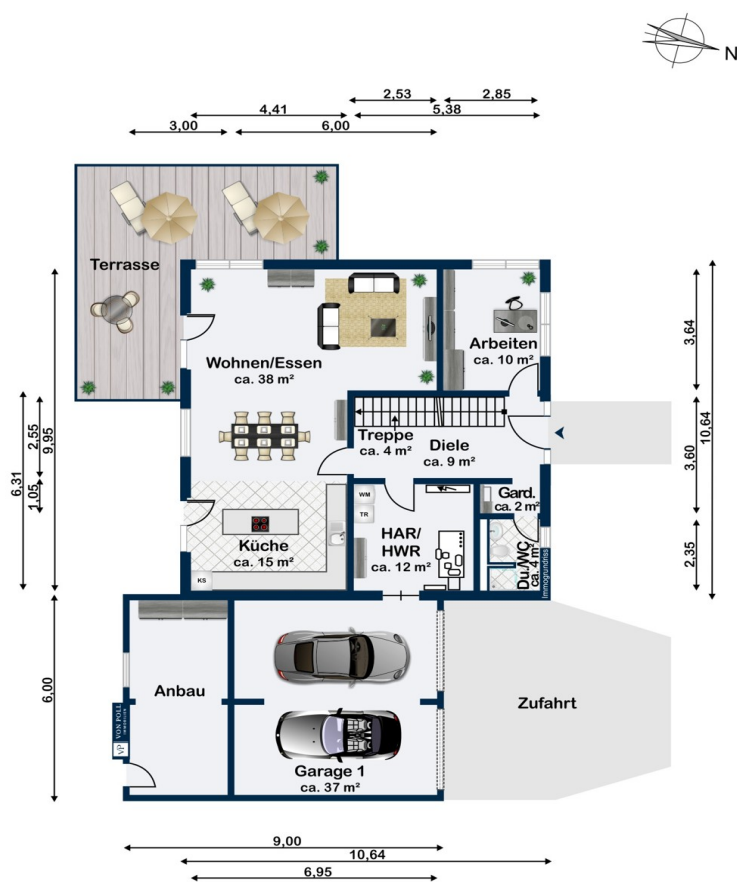 N
2,53
2,85
4,41
5,38
3,00
6,00
Terrasse
Wohnen/Essen
ca. 38 m²
Arbeiten
ca. 10 m²
3,64
10,64
3,60
2,35
9,95
6,31
2,55
1,05
Treppe
ca. 4 m²
Diele
ca. 9 m²
Gard.
ca. 2 m²
WM
TR
HAR/
HWR
ca. 12 m²
Du./WC
ca. 4 m²
Immogrundriss
Küche
ca. 15 m²
KS
6,00
Anbau
VON POLL
IMMOBILIEN
VP
Zufahrt
Garage 1
ca. 37 m²
9,00
10,64
6,95